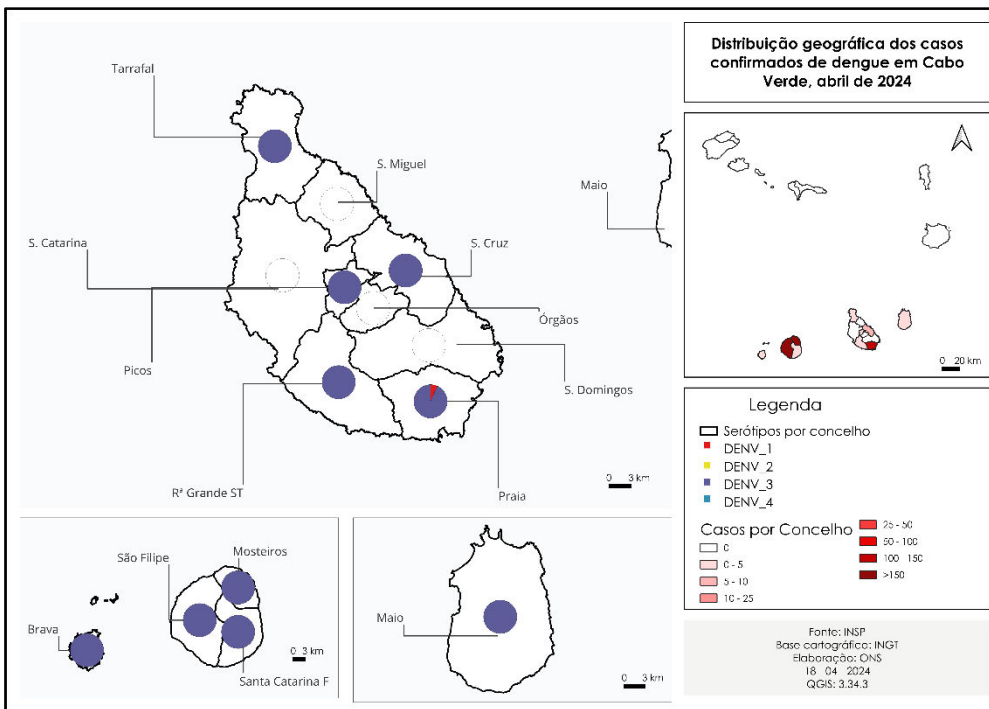 Distribuição geográfica dos casos
confirmados de dengue em Cabo
Verde, abril de 2024
Tarrafal
S. Miguel
Maio
S. Catarina
S. Cruz
Órgãos
Picos
S. Domingos
Rª Grande ST
Praia
0 3 km
0 20 km
São Filipe
Mosteiros
Brava
Santa Catarina F
0 3 km
Maio
0 3 km
Legenda
Serótipos por concelho
DENV_1
DENV_2
DENV_3
DENV_4
Casos por Concelho
0
0 - 5
5 - 10
10 - 25
25 - 50
50 - 100
100 - 150
>150
Fonte: INSP
Base cartográfica: INGT
Elaboração: ONS
18 04 2024
QGIS: 3.34.3